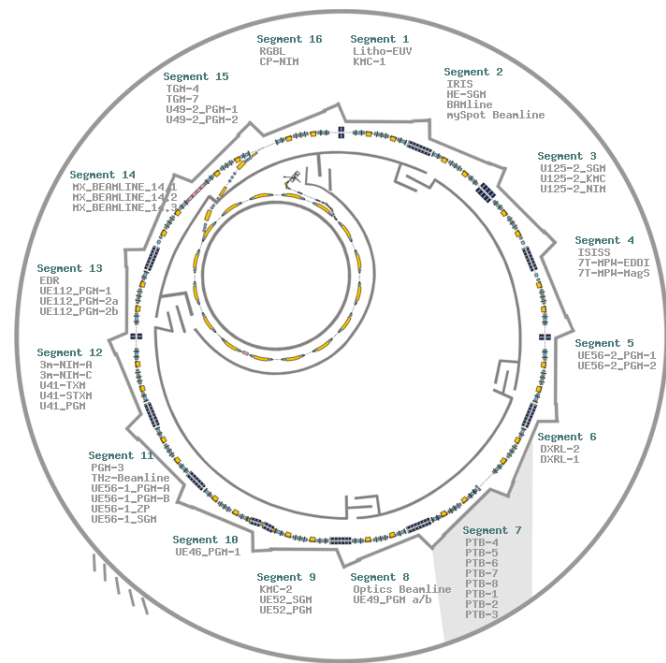 Segment 16
RGBL
CP-NIM
Segment 1
Litho-EUV
KMC-1
Segment 2
IRIS
HE-SGM
BAMline
mySpot Beamline
Segment 3
U125-2_SGM
U125-2_KMC
U125-2_NIM
Segment 4
ISISS
7T-MPW-EDDI
7T-MPW-MagS
Segment 5
UE56-2_PGM-1
UE56-2_PGM-2
Segment 6
DXRL-2
DXRL-1
Segment 7
PTB-4
PTB-5
PTB-6
PTB-7
PTB-8
PTB-1
PTB-2
PTB-3
Segment 8
Optics Beamline
UE49_PGM a/b
Segment 9
KMC-2
UE52_SGM
UE52_PGM
Segment 10
UE46_PGM-1
Segment 11
PGM-3
THz-Beamline
UE56-1_PGM-A
UE56-1_PGM-B
UE56-1_ZP
UE56-1_SGM
Segment 12
3m-NIM-A
3m-NIM-C
U41-TXM
U41-STXM
U41_PGM
Segment 13
EDR
UE112_PGM-1
UE112_PGM-2a
UE112_PGM-2b
Segment 14
MX_BEAMLINE_14.1
MX_BEAMLINE_14.2
MX_BEAMLINE_14.3
Segment 15
TGM-4
TGM-7
U49-2_PGM-1
U49-2_PGM-2